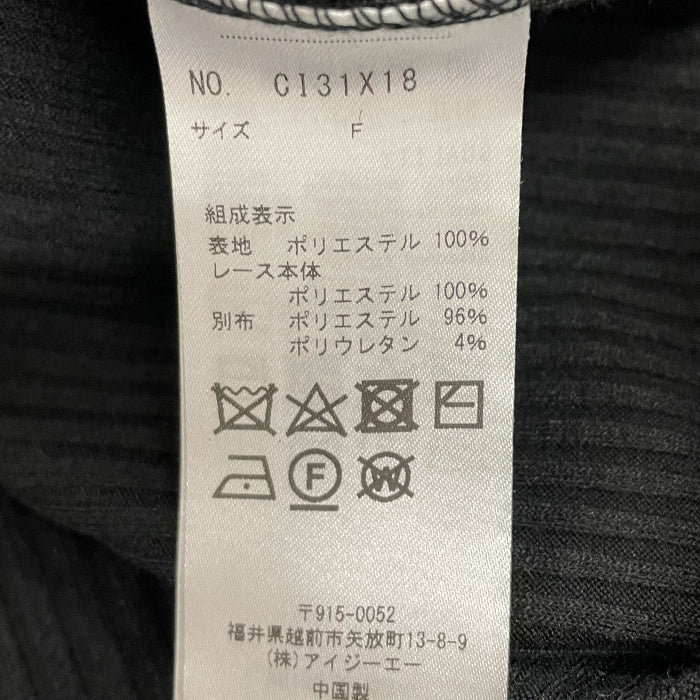 NO. CI31X18
サイズ F
組成表示
表地 ポリエステル 100%
レース本体
ポリエステル 100%
別布 ポリエステル 96%
ポリウレタン 4%
F W
〒915-0052
福井県越前市矢放町13-8-9
(株)アイジーエー
中国製